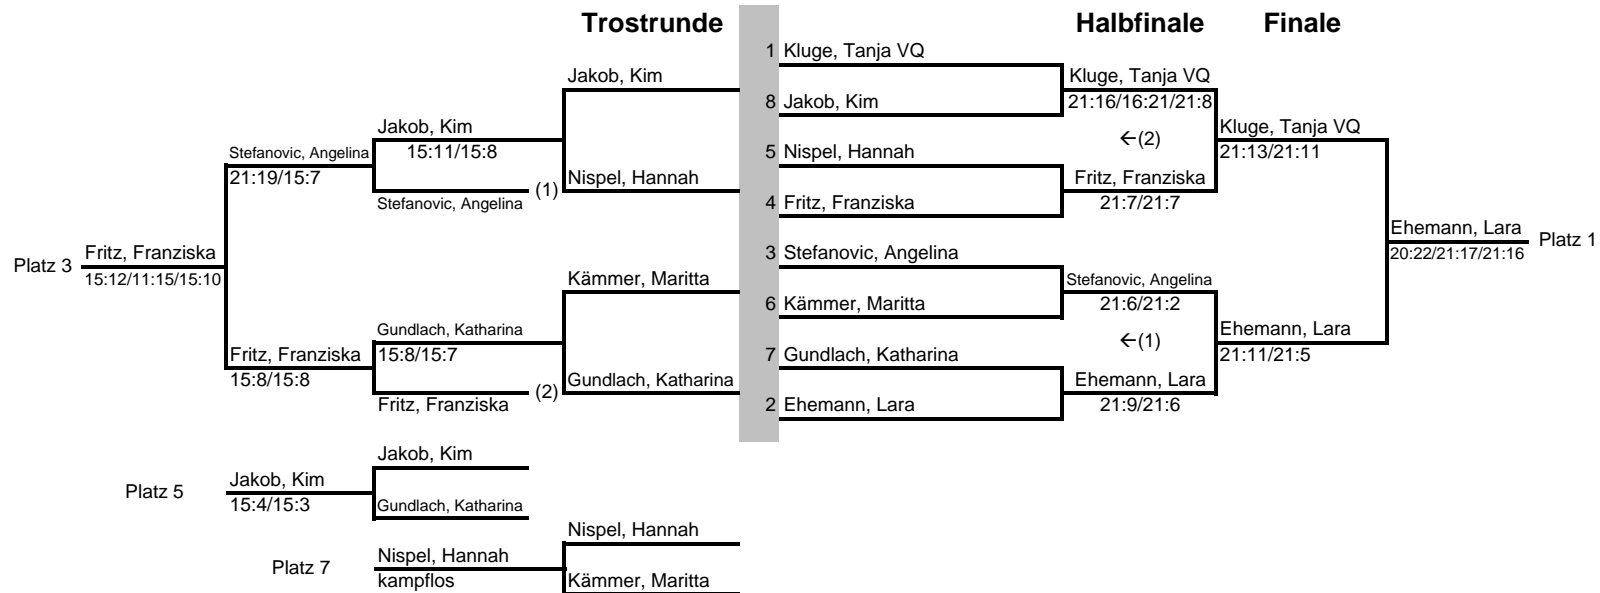 Trostrunde
Halbfinale
Finale
1 Kluge, Tanja VQ
Jakob, Kim
Kluge, Tanja VQ
8 Jakob, Kim
21:16/16:21/21:8
Jakob, Kim
Kluge, Tanja VQ
15:11/15:8
←(2)
21:13/21:11
Stefanovic, Angelina
5 Nispel, Hannah
21:19/15:7
Nispel, Hannah
Fritz, Franziska
(1)
Stefanovic, Angelina
4 Fritz, Franziska
21:7/21:7
Ehemann, Lara
Platz 1
20:22/21:17/21:16
Platz 3
Fritz, Franziska
15:12/11:15/15:10
3 Stefanovic, Angelina
Kämmer, Maritta
Stefanovic, Angelina
6 Kämmer, Maritta
21:6/21:2
Gundlach, Katharina
15:8/15:7
←(1)
Ehemann, Lara
21:11/21:5
Fritz, Franziska
15:8/15:8
7 Gundlach, Katharina
Gundlach, Katharina
Ehemann, Lara
(2)
Fritz, Franziska
2 Ehemann, Lara
21:9/21:6
Jakob, Kim
Platz 5
Jakob, Kim
15:4/15:3
Gundlach, Katharina
Nispel, Hannah
Platz 7
Nispel, Hannah
kampflos
Kämmer, Maritta